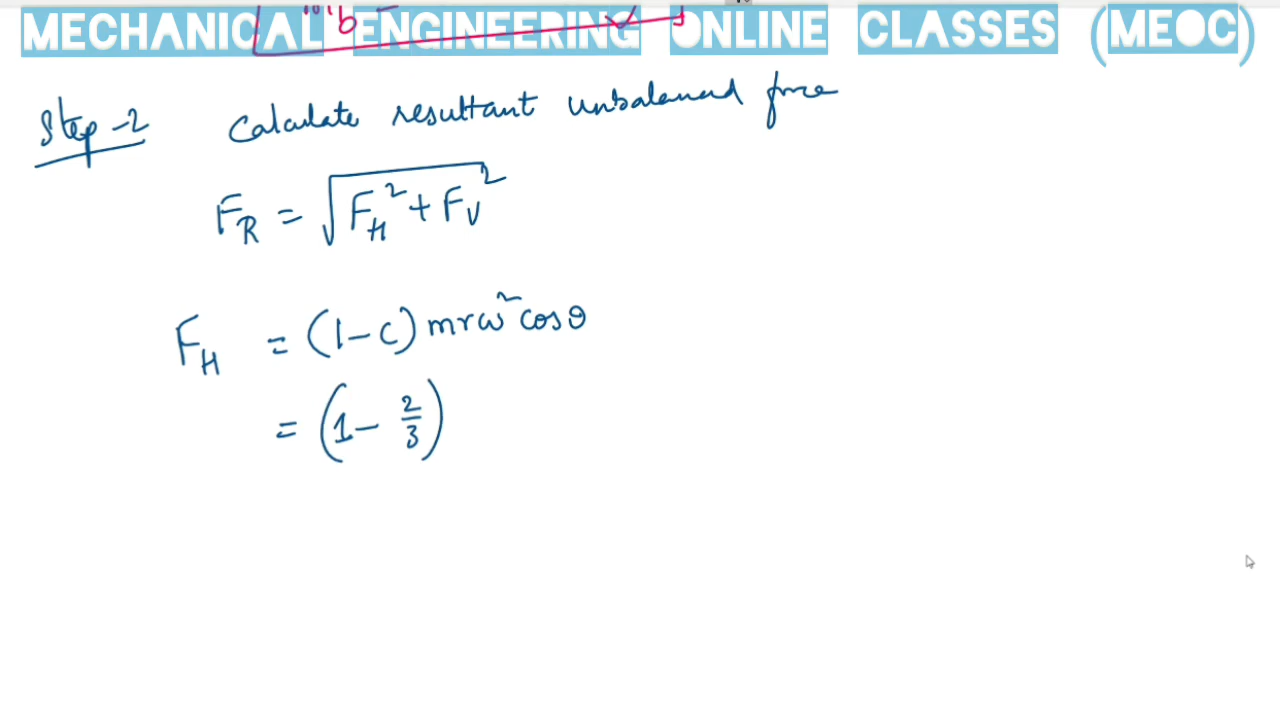 MECHANICAL ENGINEERING ONLINE CLASSES (MEOC)
Step-2 Calculate resultant unbalanced force
F_R = √(F_H² + F_V²)
F_H = (1-c) mrω² cosθ
= (1 - 2/3)